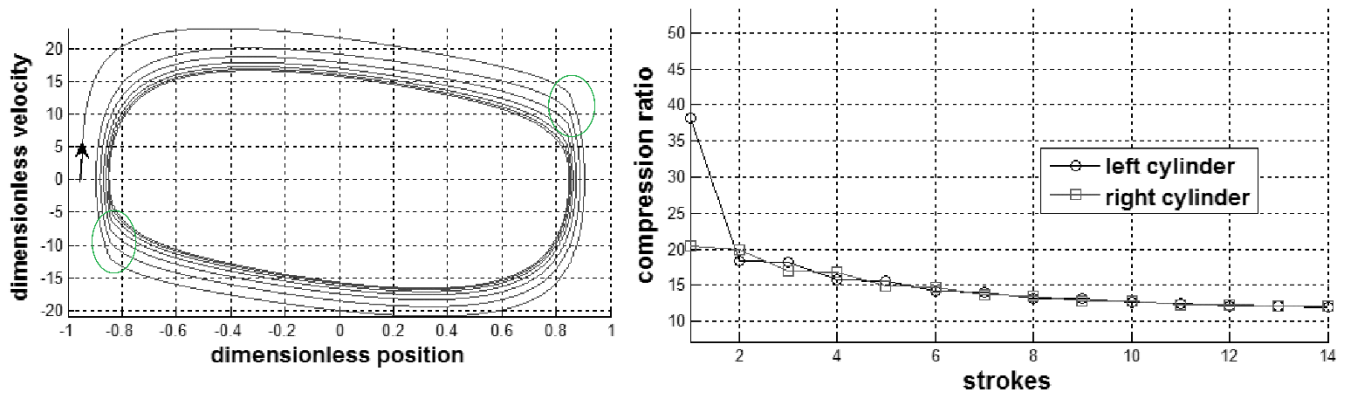 dimensionless velocity
20
15
10
5
0
-5
-10
-15
-20
-1 -0.8 -0.6 -0.4 -0.2 0 0.2 0.4 0.6 0.8 1
dimensionless position
compression ratio
50
45
40
35
30
25
20
15
10
left cylinder
right cylinder
2 4 6 8 10 12 14
strokes